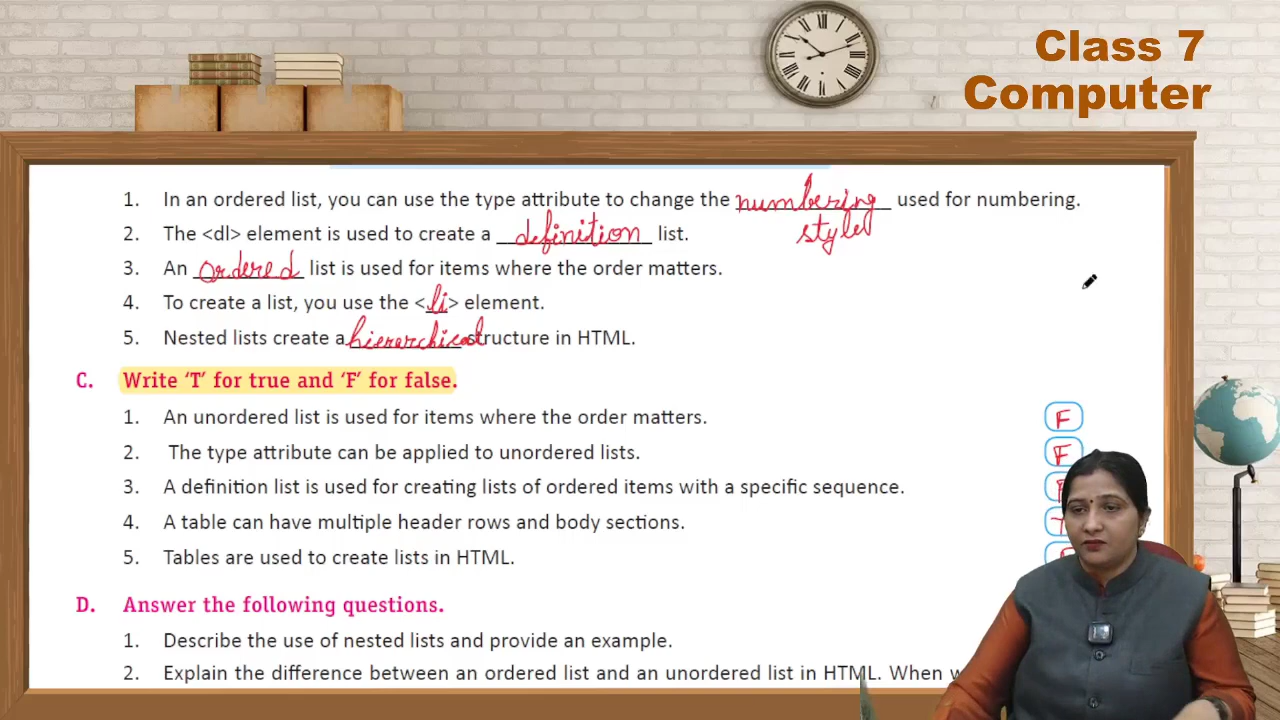 Class 7
Computer
1. In an ordered list, you can use the type attribute to change the numbering used for numbering.
style
2. The <dl> element is used to create a definition list.
3. An ordered list is used for items where the order matters.
4. To create a list, you use the <li> element.
5. Nested lists create a hierarchical structure in HTML.
C. Write ‘T’ for true and ‘F’ for false.
1. An unordered list is used for items where the order matters. F
2. The type attribute can be applied to unordered lists. F
3. A definition list is used for creating lists of ordered items with a specific sequence.
4. A table can have multiple header rows and body sections.
5. Tables are used to create lists in HTML.
D. Answer the following questions.
1. Describe the use of nested lists and provide an example.
2. Explain the difference between an ordered list and an unordered list in HTML. When